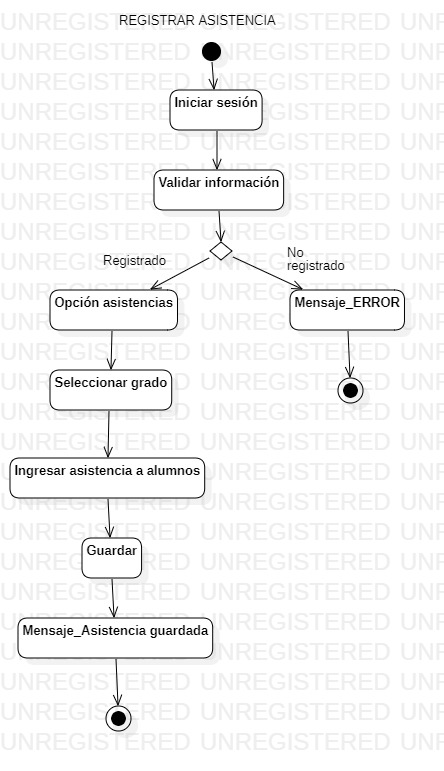 REGISTRAR ASISTENCIA
Iniciar sesión
Validar información
Registrado
No
registrado
Opción asistencias
Mensaje_ERROR
Seleccionar grado
Ingresar asistencia a alumnos
Guardar
Mensaje_Asistencia guardada
UNREGISTERED